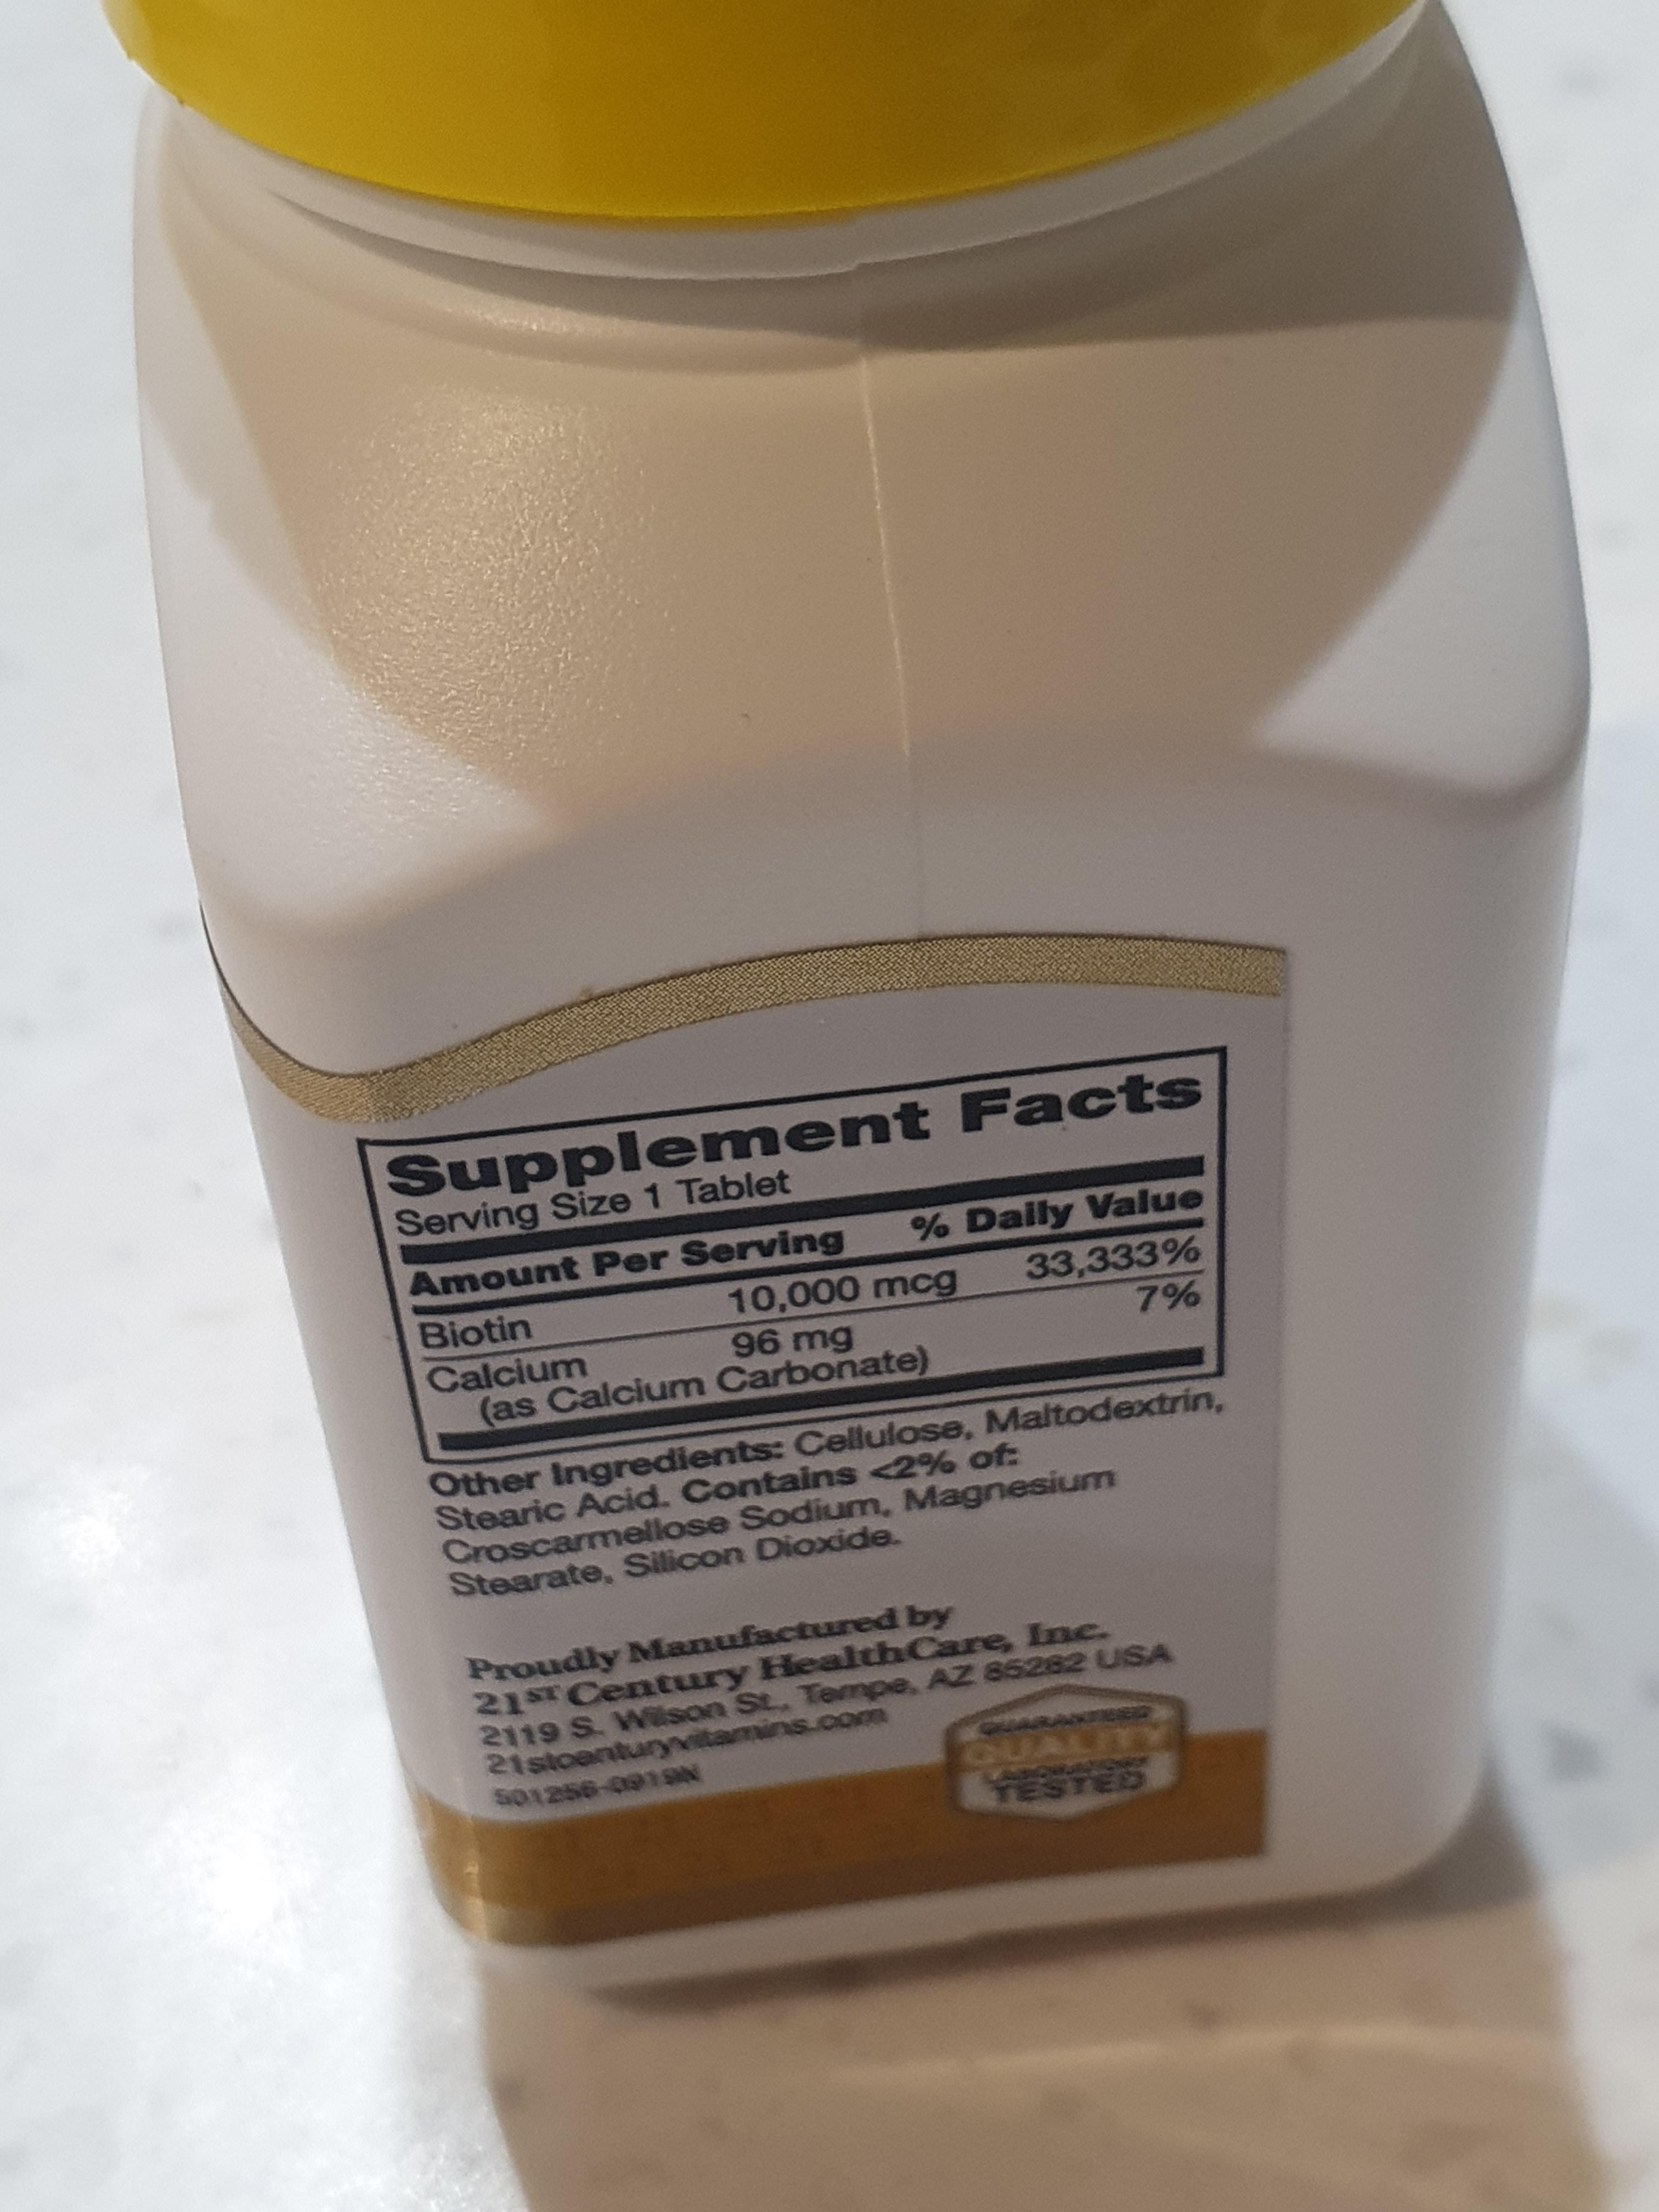 Supplement Facts
Serving Size 1 Tablet
Amount Per Serving % Daily Value
Biotin 10,000 mcg 33,333%
Calcium 96 mg 7%
(as Calcium Carbonate)
Other Ingredients: Cellulose, Maltodextrin,
Stearic Acid. Contains <2% of:
Croscarmellose Sodium, Magnesium
Stearate, Silicon Dioxide.
Proudly Manufactured by
21ST Century HealthCare, Inc.
2119 S. Wilson St., Tempe, AZ 85282 USA
21stcenturyvitamins.com
501256-0919N
GUARANTEED
QUALITY
LABORATORY
TESTED